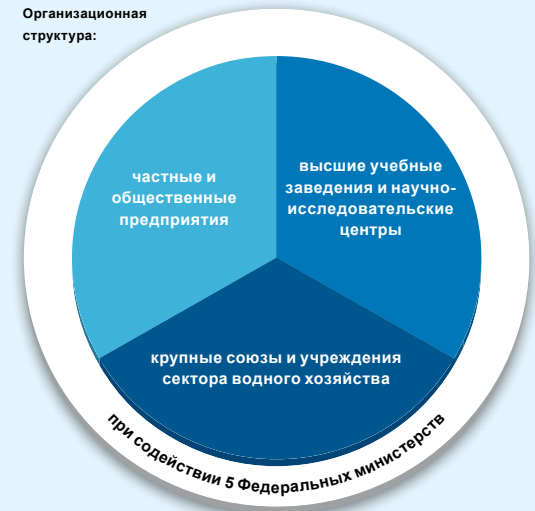 Организационная
структура:
частные и
общественные
предприятия
высшие учебные
заведения и научно-
исследовательские
центры
крупные союзы и учреждения
сектора водного хозяйства
при содействии 5 Федеральных министерств